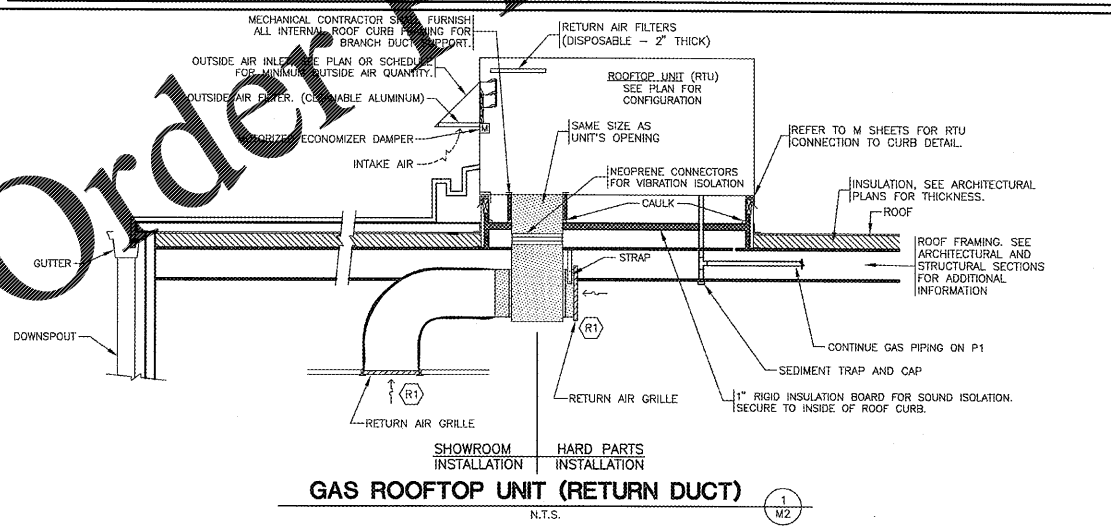 MECHANICAL CONTRACTOR FURNISH
ALL INTERNAL ROOF CURB FRAMING FOR
BRANCH DUCT SUPPORT.
OUTSIDE AIR INLET. SEE PLAN OR SCHEDULE
FOR MINIMUM OUTSIDE AIR QUANTITY.
OUTSIDE AIR FILTER. (CLEANABLE ALUMINUM)
MOTORIZED ECONOMIZER DAMPER
M
INTAKE AIR
RETURN AIR FILTERS
(DISPOSABLE - 2" THICK)
ROOFTOP UNIT (RTU)
SEE PLAN FOR
CONFIGURATION
SAME SIZE AS
UNIT'S OPENING
NEOPRENE CONNECTORS
FOR VIBRATION ISOLATION
CAULK
REFER TO M SHEETS FOR RTU
CONNECTION TO CURB DETAIL.
INSULATION, SEE ARCHITECTURAL
PLANS FOR THICKNESS.
ROOF
ROOF FRAMING. SEE
ARCHITECTURAL AND
STRUCTURAL SECTIONS
FOR ADDITIONAL
INFORMATION
GUTTER
STRAP
DOWNSPOUT
R1
CONTINUE GAS PIPING ON P1
SEDIMENT TRAP AND CAP
R1
RETURN AIR GRILLE
1" RIGID INSULATION BOARD FOR SOUND ISOLATION.
SECURE TO INSIDE OF ROOF CURB.
RETURN AIR GRILLE
SHOWROOM
INSTALLATION
HARD PARTS
INSTALLATION
GAS ROOFTOP UNIT (RETURN DUCT)
N.T.S.
1
M2
Order